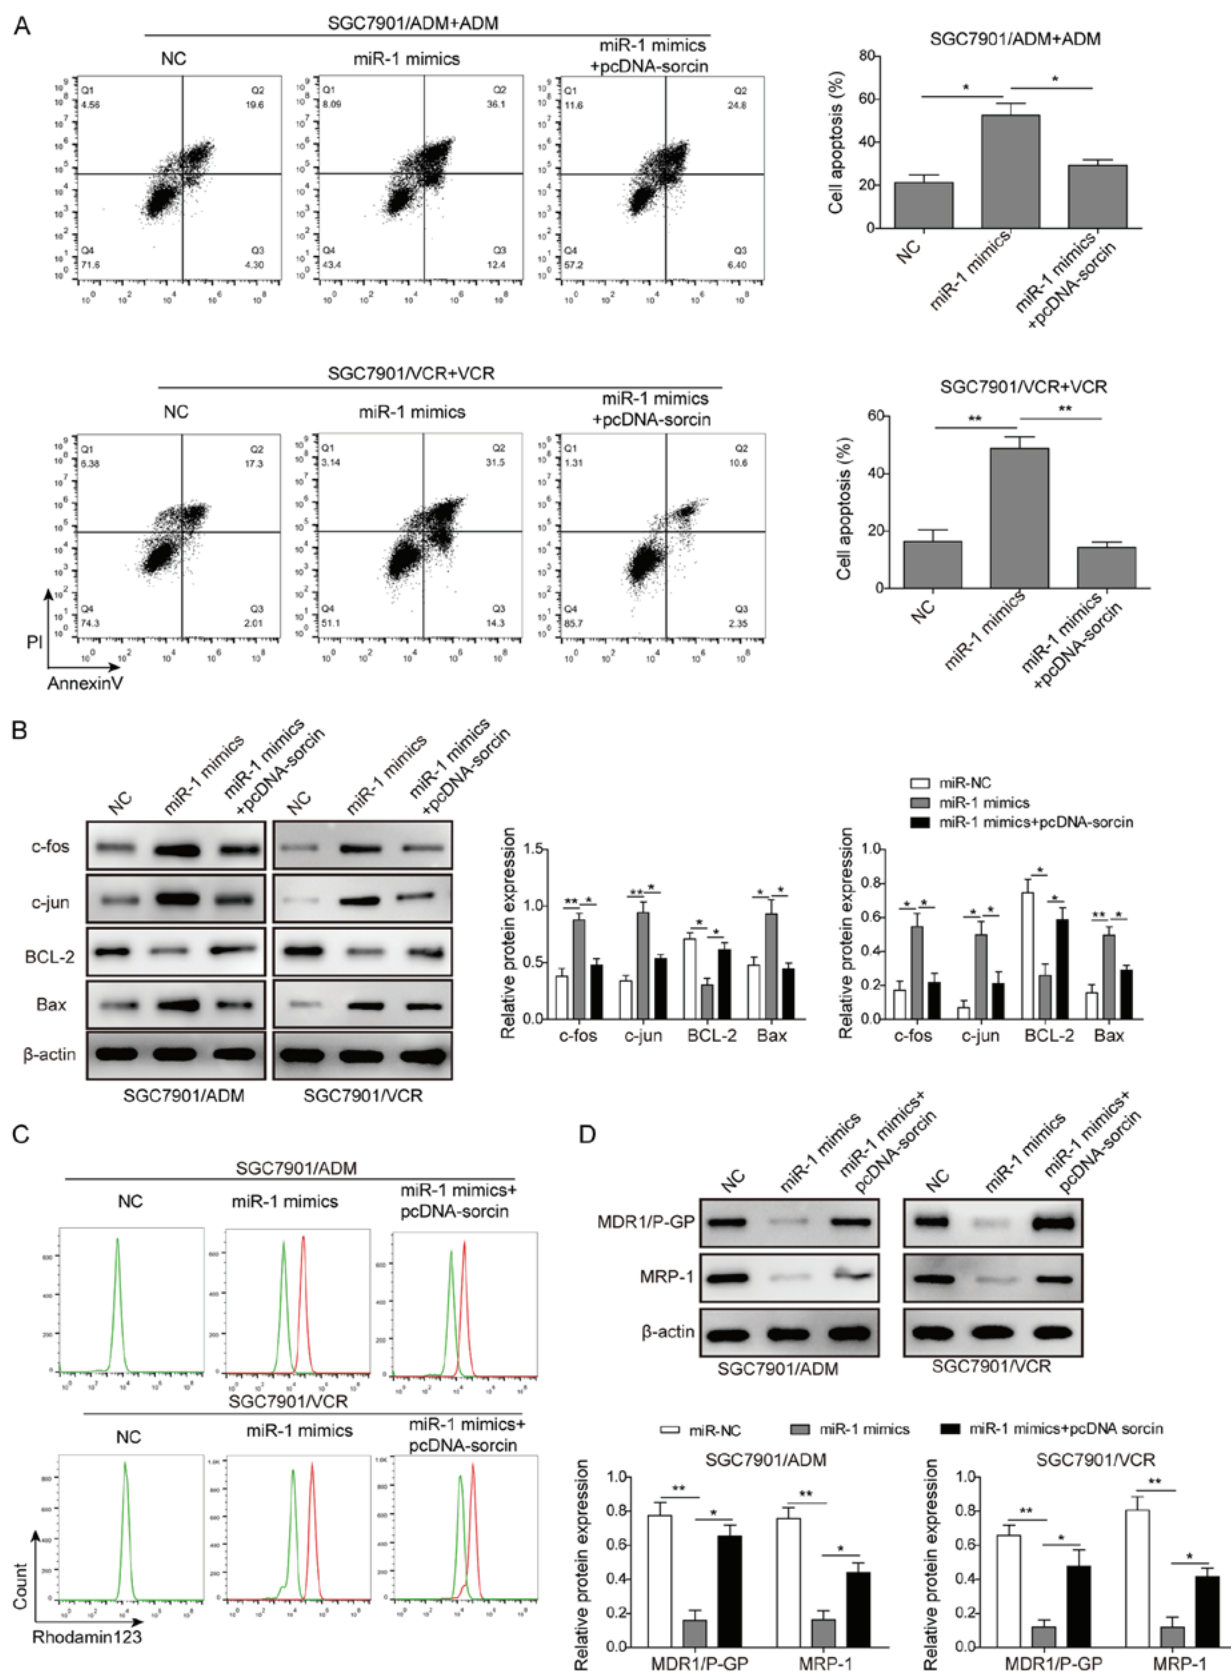 A
SGC7901/ADM+ADM
NC
miR-1 mimics
miR-1 mimics
+pcDNA-sorcin
Q1
4.56
Q2
19.6
Q4
71.6
Q3
4.30
Q1
8.09
Q2
36.1
Q4
43.4
Q3
12.4
Q1
11.6
Q2
24.8
Q4
57.2
Q3
6.40
SGC7901/ADM+ADM
Cell apoptosis (%)
80
60
40
20
0
*
*
NC
miR-1 mimics
miR-1 mimics
+pcDNA-sorcin
SGC7901/VCR+VCR
NC
miR-1 mimics
miR-1 mimics
+pcDNA-sorcin
Q1
6.38
Q2
17.3
Q4
74.3
Q3
2.01
Q1
3.14
Q2
31.5
Q4
51.1
Q3
14.3
Q1
1.31
Q2
10.6
Q4
85.7
Q3
2.35
PI
AnnexinV
SGC7901/VCR+VCR
Cell apoptosis (%)
60
40
20
0
**
**
NC
miR-1 mimics
miR-1 mimics
+pcDNA-sorcin
B
NC
miR-1 mimics
miR-1 mimics
+pcDNA-sorcin
NC
miR-1 mimics
miR-1 mimics
+pcDNA-sorcin
c-fos
c-jun
BCL-2
Bax
β-actin
SGC7901/ADM
SGC7901/VCR
miR-NC
miR-1 mimics
miR-1 mimics+pcDNA-sorcin
Relative protein expression
1.5
1.0
0.5
0.0
** * ** * * * * *
c-fos c-jun BCL-2 Bax
Relative protein expression
1.0
0.8
0.6
0.4
0.2
0.0
* * * * * * ** *
c-fos c-jun BCL-2 Bax
C
SGC7901/ADM
NC
miR-1 mimics
miR-1 mimics+
pcDNA-sorcin
SGC7901/VCR
NC
miR-1 mimics
miR-1 mimics+
pcDNA-sorcin
Count
Rhodamin123
D
NC
miR-1 mimics
miR-1 mimics+
pcDNA-sorcin
NC
miR-1 mimics
miR-1 mimics+
pcDNA-sorcin
MDR1/P-GP
MRP-1
β-actin
SGC7901/ADM
SGC7901/VCR
miR-NC
miR-1 mimics
miR-1 mimics+pcDNA sorcin
SGC7901/ADM
Relative protein expression
1.0
0.8
0.6
0.4
0.2
0.0
** * ** *
MDR1/P-GP MRP-1
SGC7901/VCR
Relative protein expression
1.0
0.8
0.6
0.4
0.2
0.0
** * ** *
MDR1/P-GP MRP-1